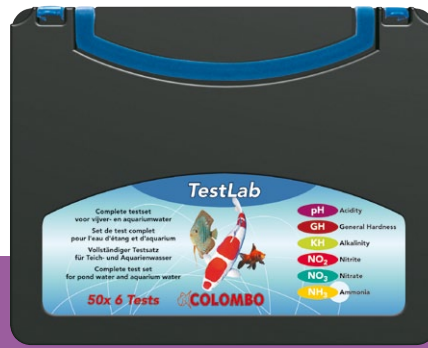 TestLab
Complete testset
voor vijver- en aquariumwater
Set de test complet
pour l'eau d'étang et d'aquarium
Vollständiger Testsatz
für Teich- und Aquarienwasser
Complete test set
for pond water and aquarium water
50x 6 Tests
COLOMBO
pH Acidity
GH General Hardness
KH Alkalinity
NO₂ Nitrite
NO₃ Nitrate
NH₃ Ammonia